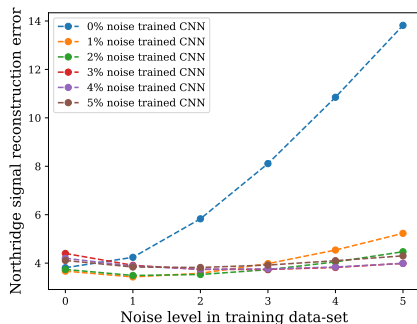 14
12
10
8
6
4
0
1
2
3
4
5
Northridge signal reconstruction error
Noise level in training data-set
0% noise trained CNN
1% noise trained CNN
2% noise trained CNN
3% noise trained CNN
4% noise trained CNN
5% noise trained CNN